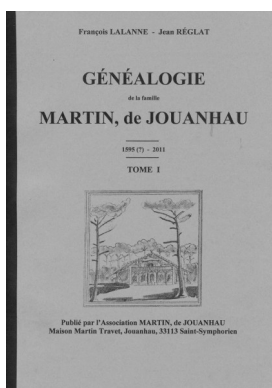 François LALANNE - Jean RÉGLAT
GÉNÉALOGIE
de la famille
MARTIN, de JOUANHAU
1595 (?) - 2011
TOME I
Publié par l'Association MARTIN, de JOUANHAU
Maison Martin Travet, Jouanhau, 33113 Saint-Symphorien